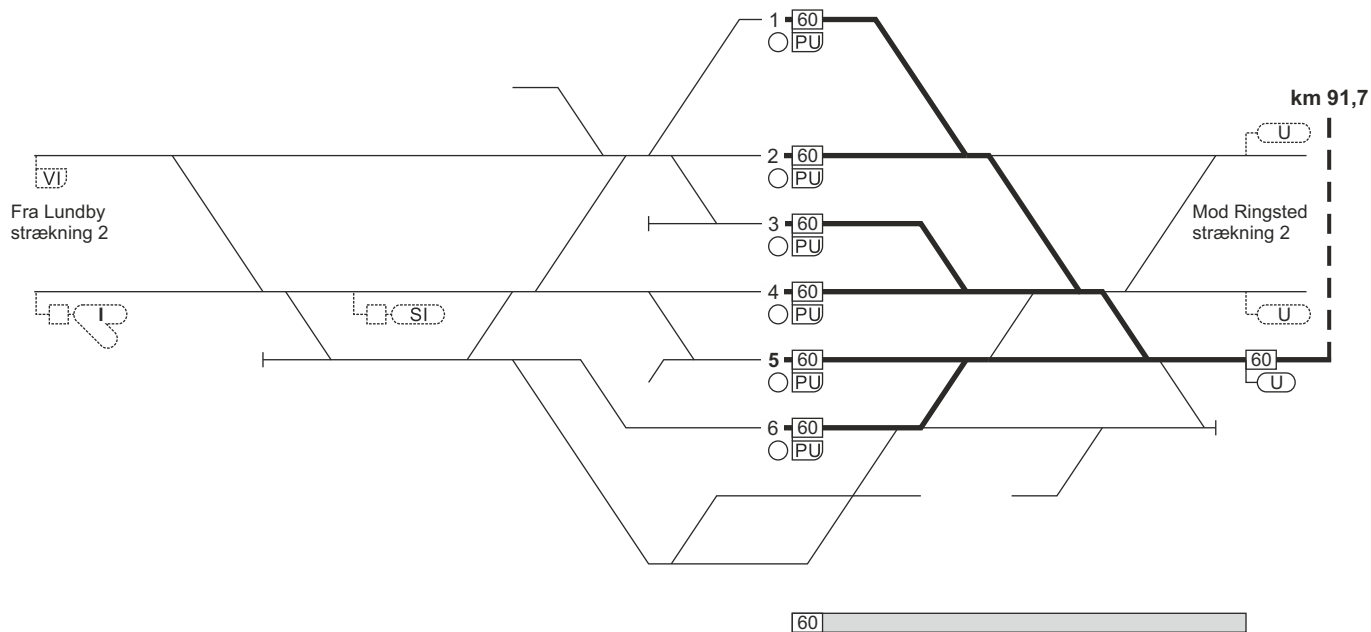 1 60
PU
km 91,7
U
2 60
PU
VI
Fra Lundby
strækning 2
Mod Ringsted
strækning 2
3 60
PU
4 60
PU
I
SI
U
5 60
PU
60
U
6 60
PU
60